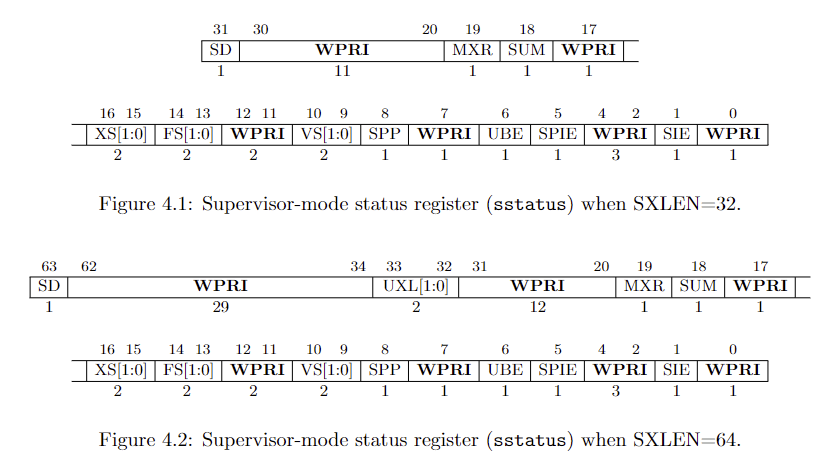 31 30 20 19 18 17
SD WPRI MXR SUM WPRI
1 11 1 1 1
16 15 14 13 12 11 10 9 8 7 6 5 4 2 1 0
XS[1:0] FS[1:0] WPRI VS[1:0] SPP WPRI UBE SPIE WPRI SIE WPRI
2 2 2 2 1 1 1 1 3 1 1
Figure 4.1: Supervisor-mode status register (sstatus) when SXLEN=32.
63 62 34 33 32 31 20 19 18 17
SD WPRI UXL[1:0] WPRI MXR SUM WPRI
1 29 2 12 1 1 1
16 15 14 13 12 11 10 9 8 7 6 5 4 2 1 0
XS[1:0] FS[1:0] WPRI VS[1:0] SPP WPRI UBE SPIE WPRI SIE WPRI
2 2 2 2 1 1 1 1 3 1 1
Figure 4.2: Supervisor-mode status register (sstatus) when SXLEN=64.